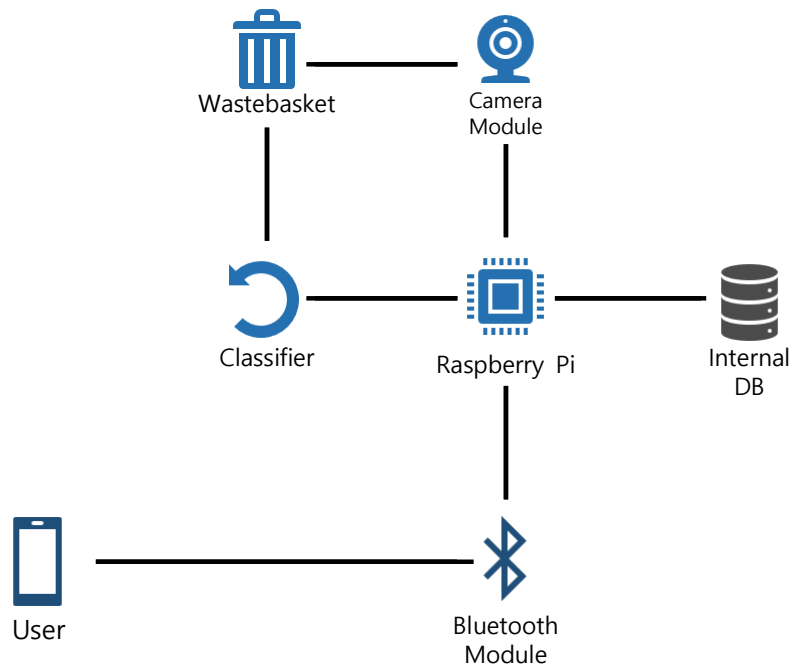 Wastebasket
Camera
Module
Classifier
Raspberry Pi
Internal
DB
User
Bluetooth
Module